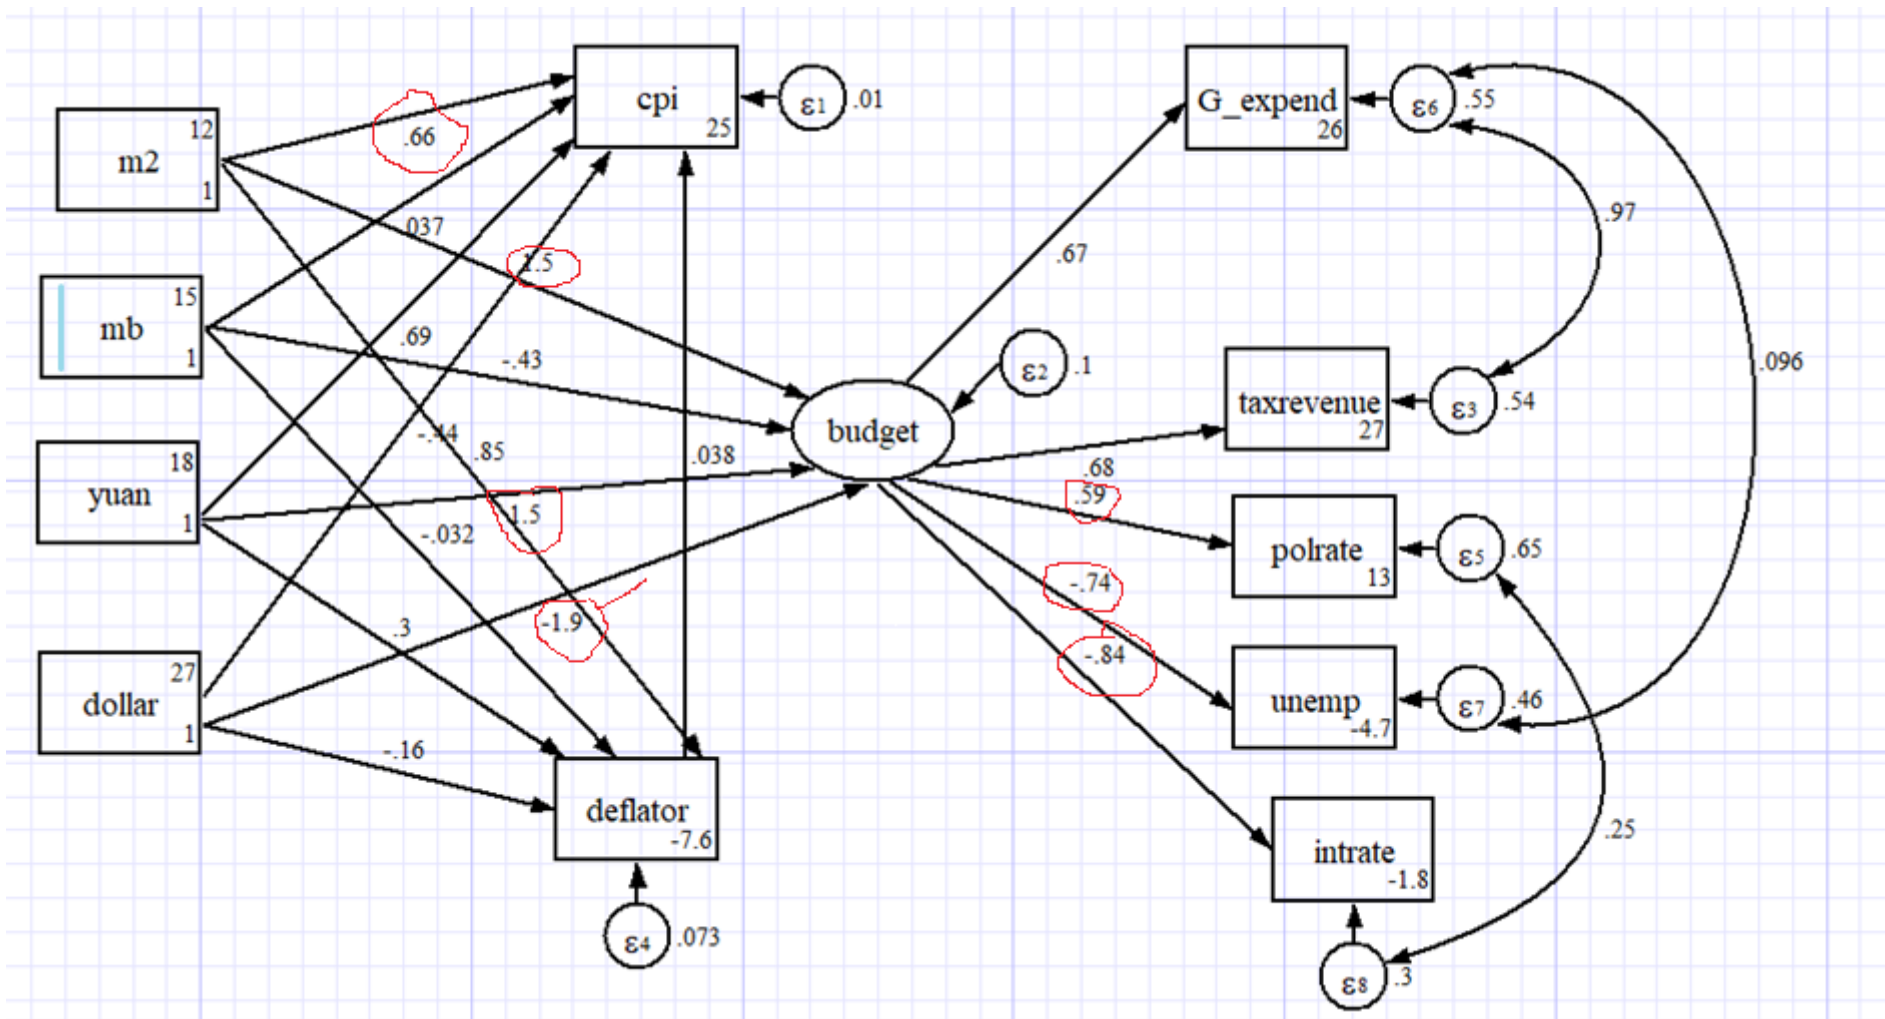 m2
12
1
mb
15
1
yuan
18
1
dollar
27
1
cpi
25
ε1
.01
.66
.037
1.5
.69
-.43
-.44
.85
.038
1.5
-.032
.3
-1.9
-.16
deflator
-7.6
ε4
.073
budget
ε2
.1
.67
.68
.59
-.74
-.84
G_expend
26
ε6
.55
.97
.096
taxrevenue
27
ε3
.54
polrate
13
ε5
.65
unemp
-4.7
ε7
.46
intrate
-1.8
.25
ε8
.3